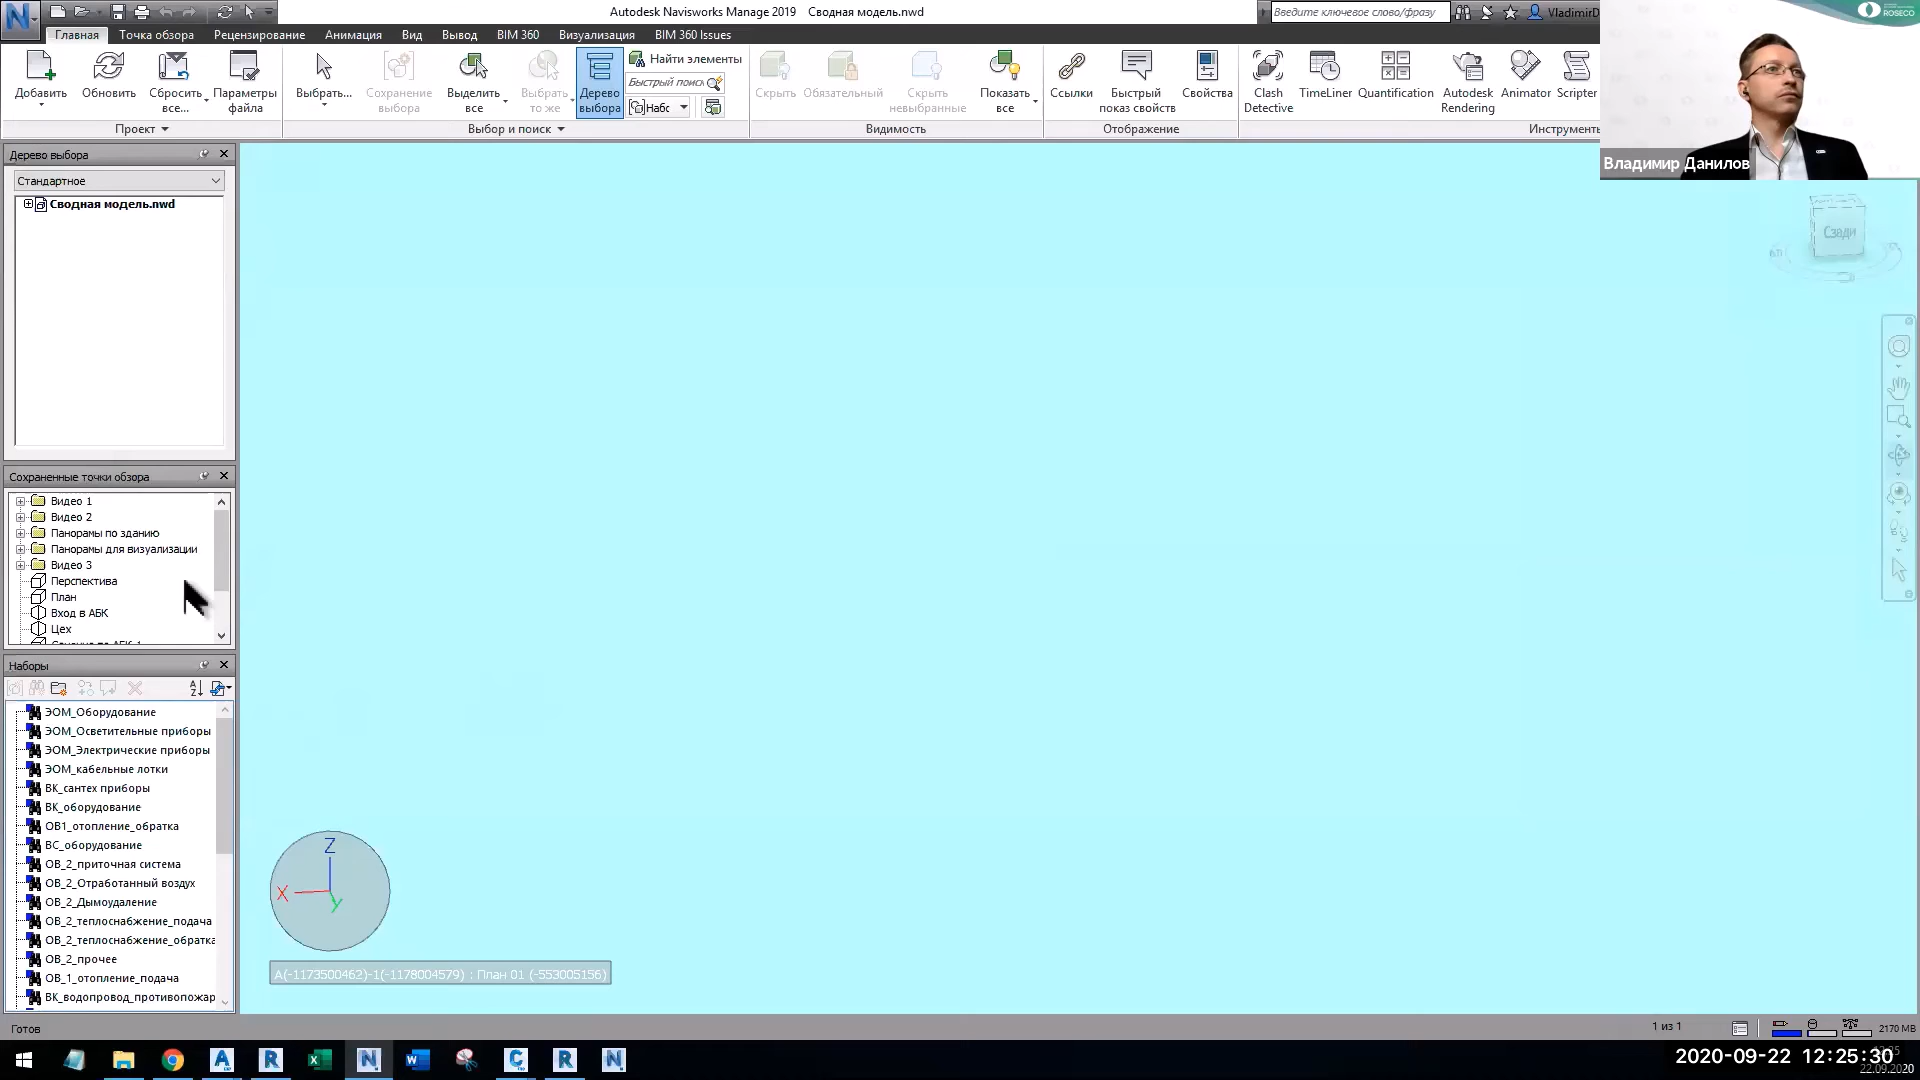 Autodesk Navisworks Manage 2019 Сводная модель.nwd
Введите ключевое слово/фразу
VladimirD
ROSECO
Главная Точка обзора Рецензирование Анимация Вид Вывод BIM 360 Визуализация BIM 360 Issues
Добавить Обновить Сбросить все... Параметры файла
Выбрать... Сохранение выбора Выделить все Выбрать то же Дерево выбора
Найти элементы
Быстрый поиск
Набс
Скрыть Обязательный Скрыть невыбранные Показать все
Ссылки Быстрый показ свойств Свойства
Clash Detective TimeLiner Quantification Autodesk Rendering Animator Scripter
Проект Выбор и поиск Видимость Отображение Инструменты
Владимир Данилов
Дерево выбора
Стандартное
Сводная модель.nwd
Сзади
Сохраненные точки обзора
Видео 1
Видео 2
Панорамы по зданию
Панорамы для визуализации
Видео 3
Перспектива
План
Вход в АБК
Цех
Наборы
ЭОМ_Оборудование
ЭОМ_Осветительные приборы
ЭОМ_Электрические приборы
ЭОМ_кабельные лотки
ВК_сантех приборы
ВК_оборудование
ОВ1_отопление_обратка
ВС_оборудование
ОВ_2_приточная система
ОВ_2_Отработанный воздух
ОВ_2_Дымоудаление
ОВ_2_теплоснабжение_подача
ОВ_2_теплоснабжение_обратка
ОВ_2_прочее
ОВ_1_отопление_подача
ВК_водопровод_противопожар
Z
X
Y
A(-1173500462)-1(-1178004579) : План 01 (-553005156)
Готов
1 из 1
2170 MB
2020-09-22 12:25:30
22.09.2020